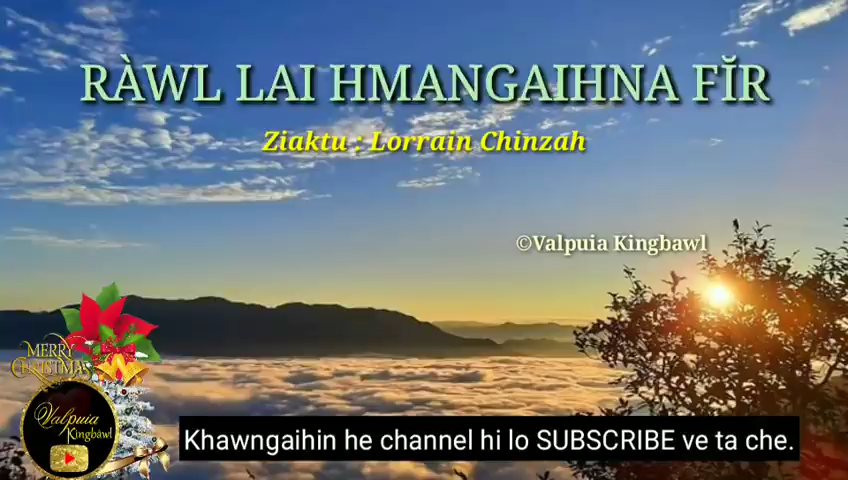 RÀWL LAI HMANGAIHNA FĬR
Ziaktu : Lorrain Chinzah
©Valpuia Kingbawl
MERRY
CHRISTMAS
Valpuia
Kingbâwl
Khawngaihin he channel hi lo SUBSCRIBE ve ta che.